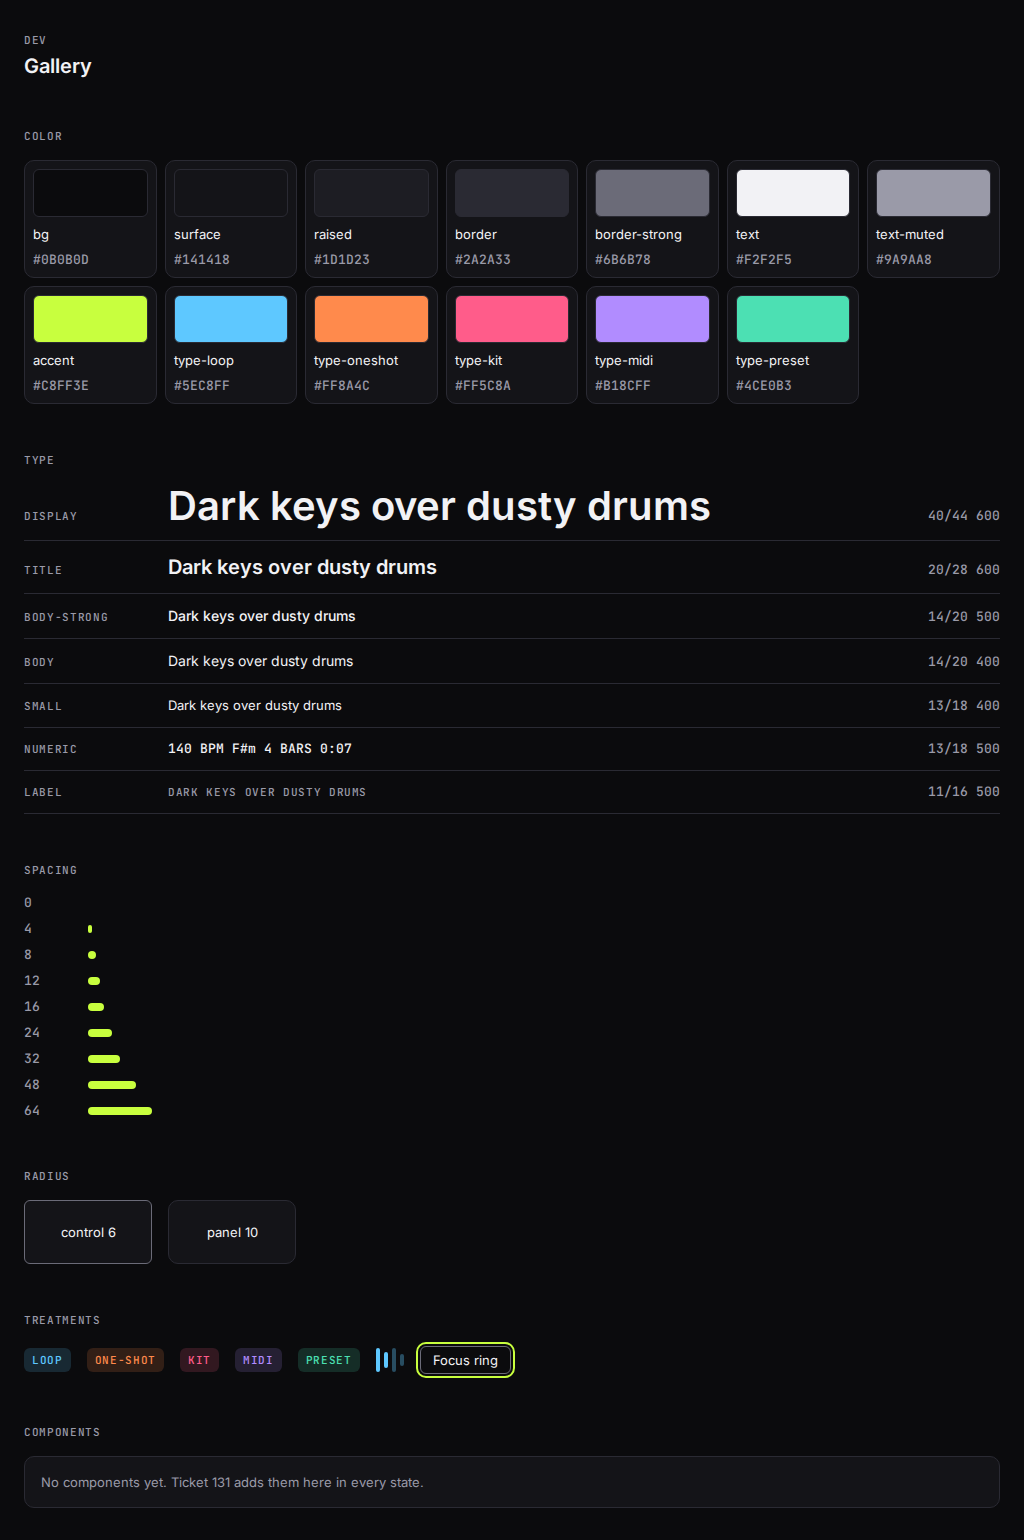 DEV
Gallery
COLOR
bg surface raised border border-strong text text-muted
#0B0B0D #141418 #1D1D23 #2A2A33 #6B6B78 #F2F2F5 #9A9AA8
accent type-loop type-oneshot type-kit type-midi type-preset
#C8FF3E #5EC8FF #FF8A4C #FF5C8A #B18CFF #4CE0B3
TYPE
DISPLAY Dark keys over dusty drums 40/44 600
TITLE Dark keys over dusty drums 20/28 600
BODY-STRONG Dark keys over dusty drums 14/20 500
BODY Dark keys over dusty drums 14/20 400
SMALL Dark keys over dusty drums 13/18 400
NUMERIC 140 BPM F#m 4 BARS 0:07 13/18 500
LABEL DARK KEYS OVER DUSTY DRUMS 11/16 500
SPACING
0
4
8
12
16
24
32
48
64
RADIUS
control 6 panel 10
TREATMENTS
LOOP ONE-SHOT KIT MIDI PRESET Focus ring
COMPONENTS
No components yet. Ticket 131 adds them here in every state.